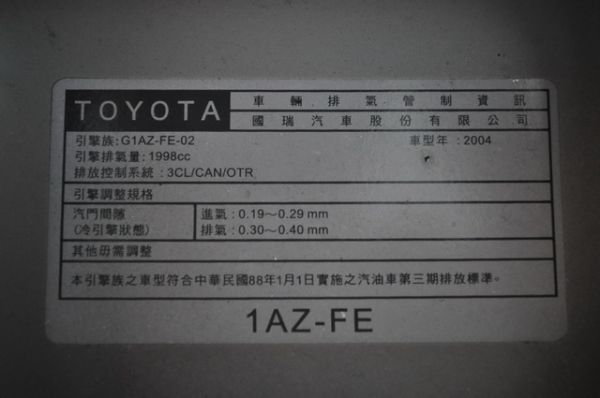 TOYOTA
車輛排氣管制資訊
國瑞汽車股份有限公司
引擎族:G1AZ-FE-02 車型年:2004
引擎排氣量:1998cc
排放控制系統:3CL/CAN/OTR
引擎調整規格
汽門間隙 進氣:0.19~0.29 mm
(冷引擎狀態) 排氣:0.30~0.40 mm
其他毋需調整
本引擎族之車型符合中華民國88年1月1日實施之汽油車第三期排放標準。
1AZ-FE